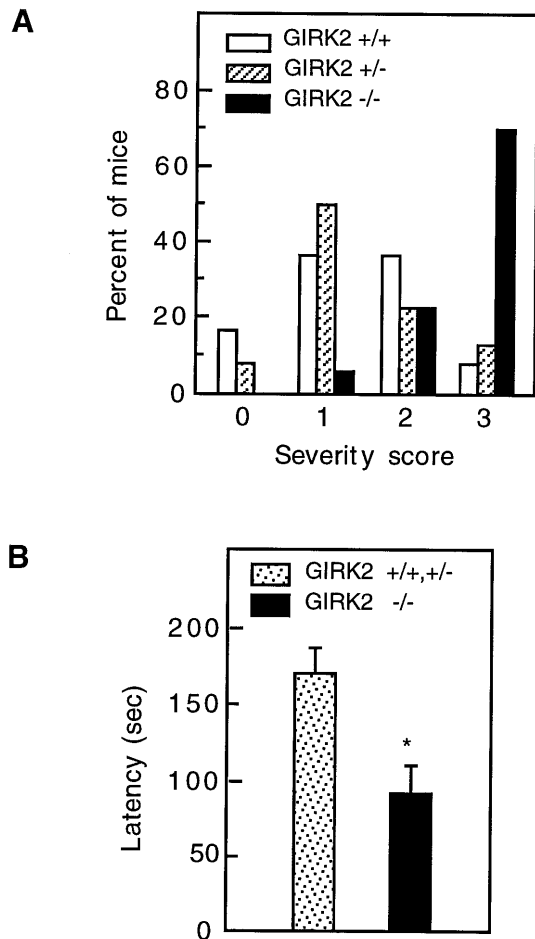 A
GIRK2 +/+
GIRK2 +/-
GIRK2 -/-
80
60
40
20
0
Percent of mice
0 1 2 3
Severity score
B
GIRK2 +/+,+/-
GIRK2 -/-
200
150
100
50
0
Latency (sec)
*